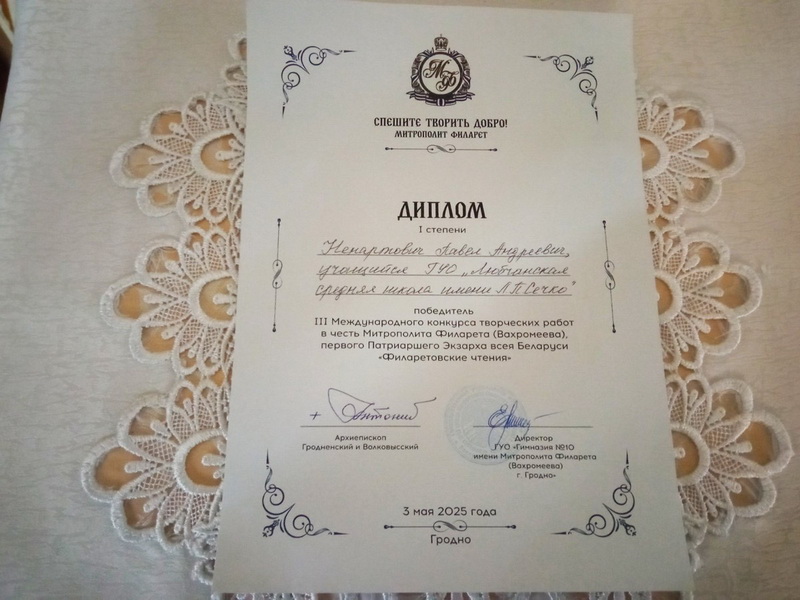 МФ
СПЕШИТЕ ТВОРИТЬ ДОБРО!
МИТРОПОЛИТ ФИЛАРЕТ
ДИПЛОМ
I степени
Ненартович Павел Андреевич,
учащийся ГУО „Лятчанская
средняя школа имени Л.П.Сечко"
победитель
III Международного конкурса творческих работ
в честь Митрополита Филарета (Вахромеева),
первого Патриаршего Экзарха всея Беларуси
«Филаретовские чтения»
+ Антоний
Архиепископ
Гродненский и Волковысский
Директор
ГУО «Гимназия №10
имени Митрополита Филарета
(Вахромеева)
г. Гродно»
3 мая 2025 года
Гродно